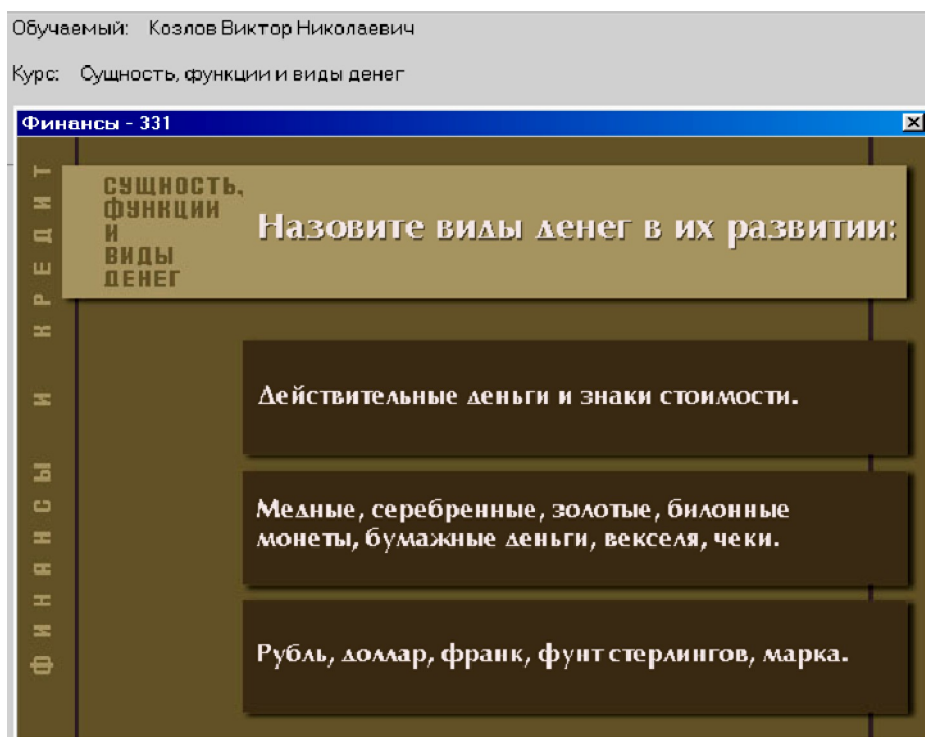 Обучаемый: Козлов Виктор Николаевич
Курс: Сущность, функции и виды денег
Финансы - 331
ФИНАНСЫ И КРЕДИТ
СУЩНОСТЬ,
ФУНКЦИИ
И
ВИДЫ
ДЕНЕГ
Назовите виды денег в их развитии:
Действительные деньги и знаки стоимости.
Медные, серебренные, золотые, билонные
монеты, бумажные деньги, векселя, чеки.
Рубль, доллар, франк, фунт стерлингов, марка.